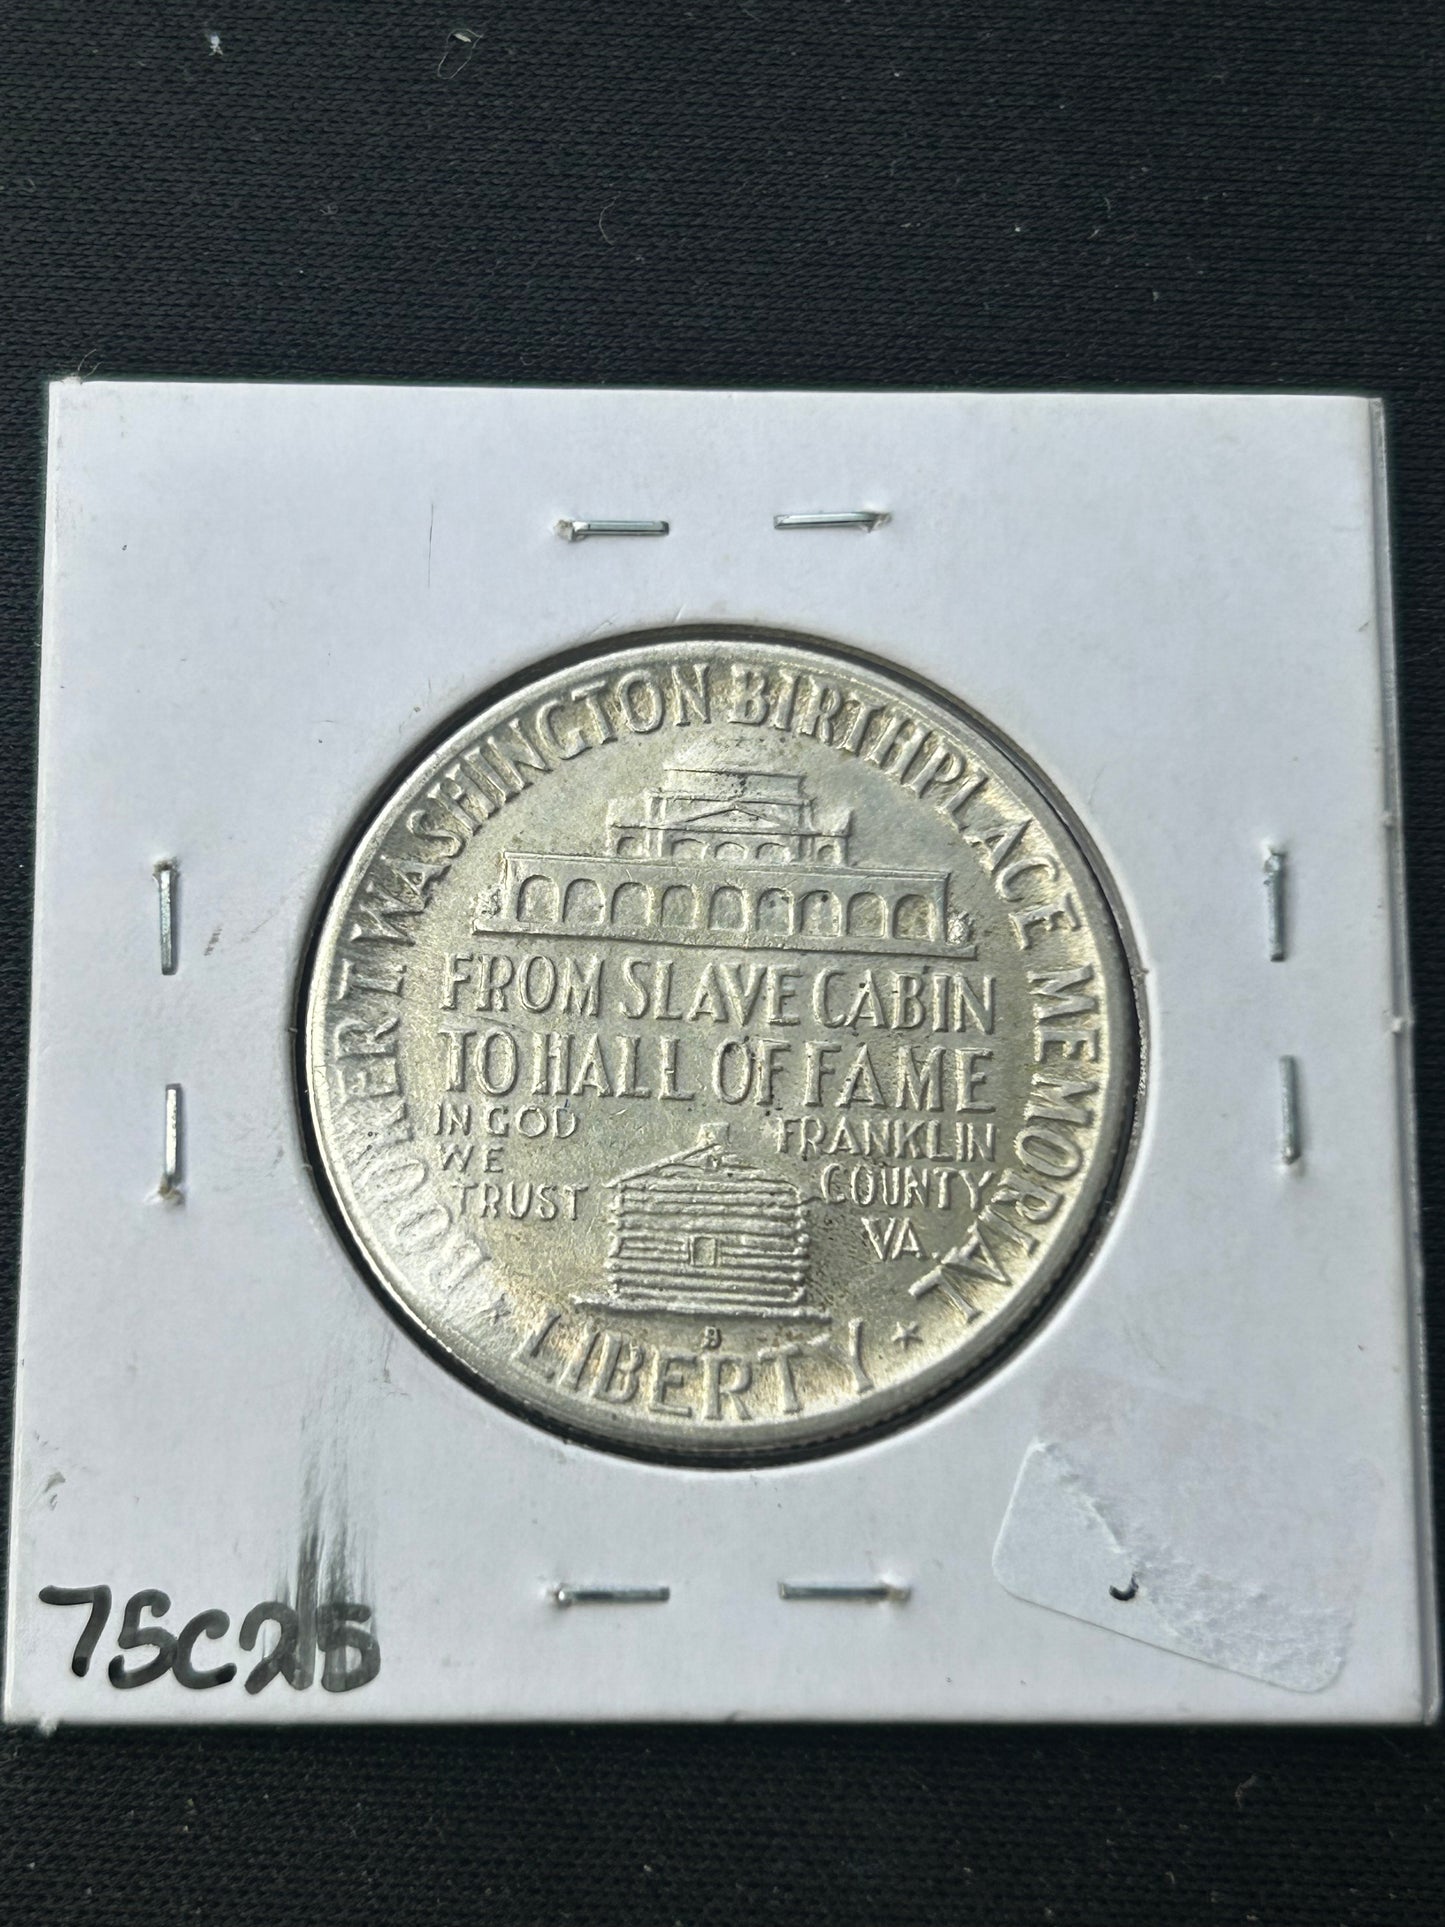 BOOKER T. WASHINGTON BIRTHPLACE MEMORIAL
FROM SLAVE CABIN
TO HALL OF FAME
IN GOD
WE
TRUST
FRANKLIN
COUNTY
VA.
LIBERTY
75C25